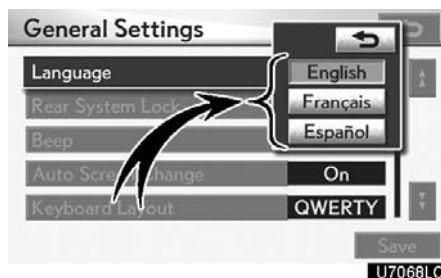 General Settings
Language
English
Rear System Lock
Français
Beep
Español
Auto Screen Change
On
Keyboard Layout
QWERTY
Save
U7068LC